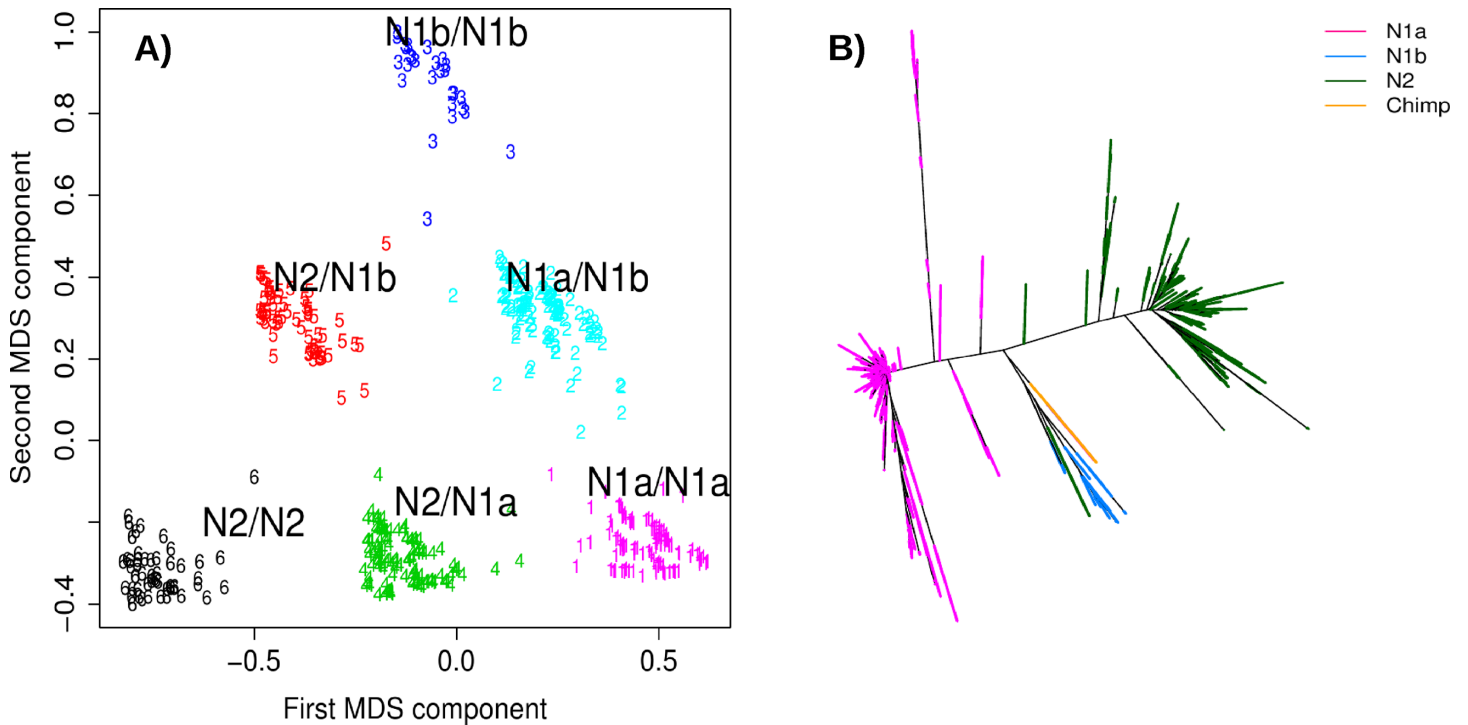 A)
N1b/N1b
N2/N1b
N1a/N1b
N2/N2
N2/N1a
N1a/N1a
1.0
0.8
0.6
0.4
0.2
0.0
−0.4
Second MDS component
−0.5
0.0
0.5
First MDS component
B)
N1a
N1b
N2
Chimp